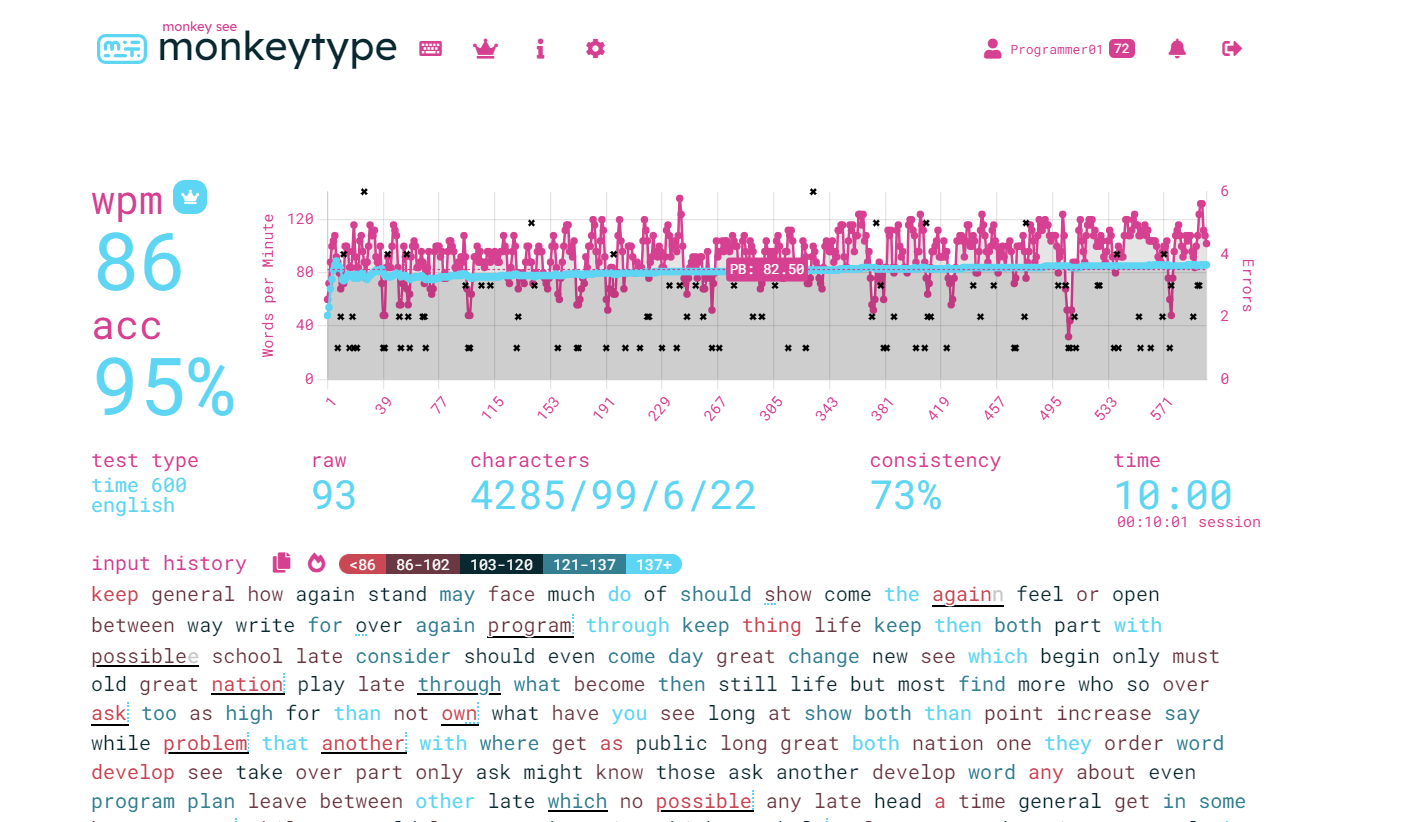 monkey see
monkeytype
Programmer01 72
wpm
86
acc
95%
Words per Minute
120
80
40
0
PB: 82.50
6
4
2
0
Errors
1 39 77 115 153 191 229 267 305 343 381 419 457 495 533 571
test type
time 600
english
raw
93
characters
4285/99/6/22
consistency
73%
time
10:00
00:10:01 session
input history <86 86-102 103-120 121-137 137+
keep general how again stand may face much do of should show come the againn feel or open
between way write for over again program through keep thing life keep then both part with
possiblee school late consider should even come day great change new see which begin only must
old great nation play late through what become then still life but most find more who so over
ask too as high for than not own what have you see long at show both than point increase say
while problem that another with where get as public long great both nation one they order word
develop see take over part only ask might know those ask another develop word any about even
program plan leave between other late which no possible any late head a time general get in some